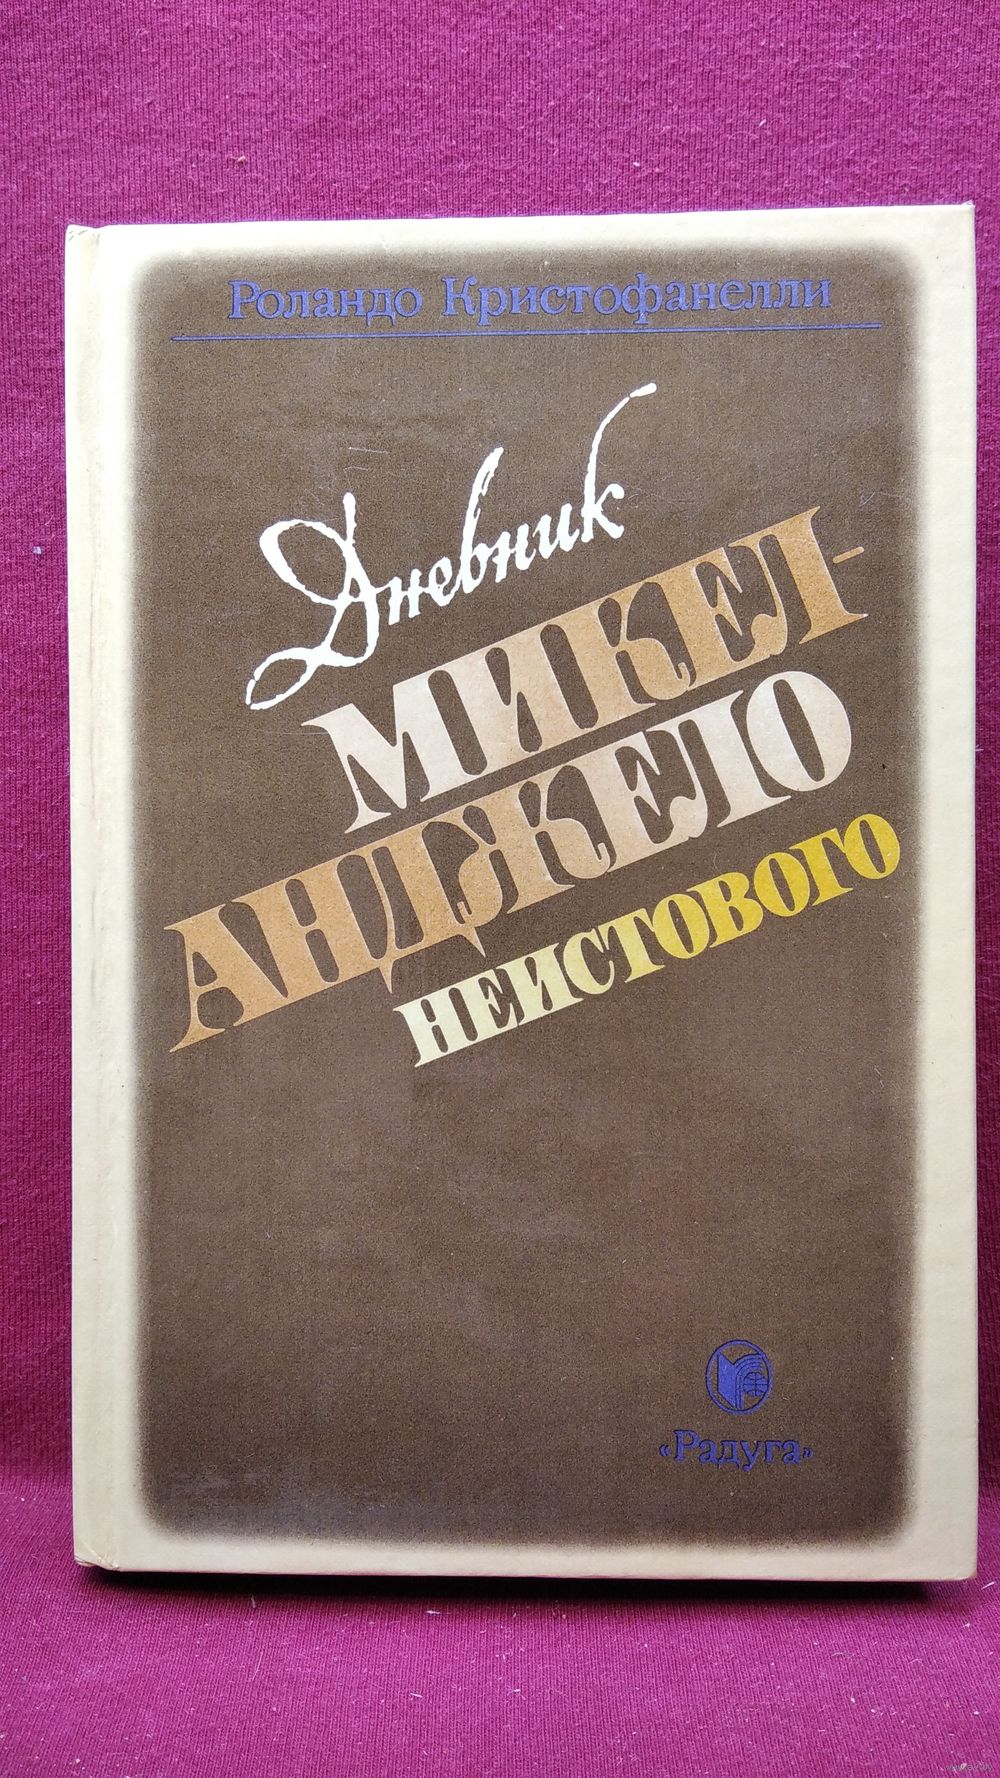 Роландо Кристофанелли
Дневник
МИКЕЛ-
АНДЖЕЛО
НЕИСТОВОГО
«Радуга»